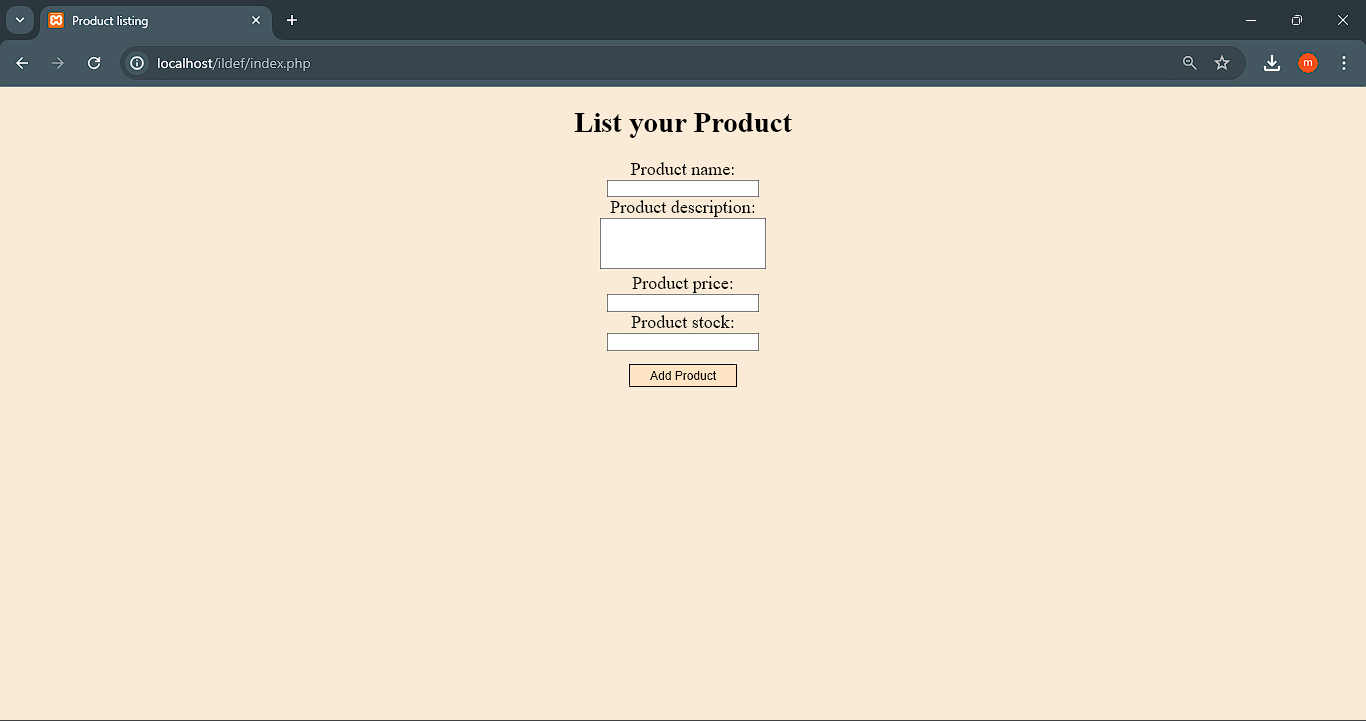 Product listing
localhost/ildef/index.php
m
List your Product
Product name:
Product description:
Product price:
Product stock:
Add Product